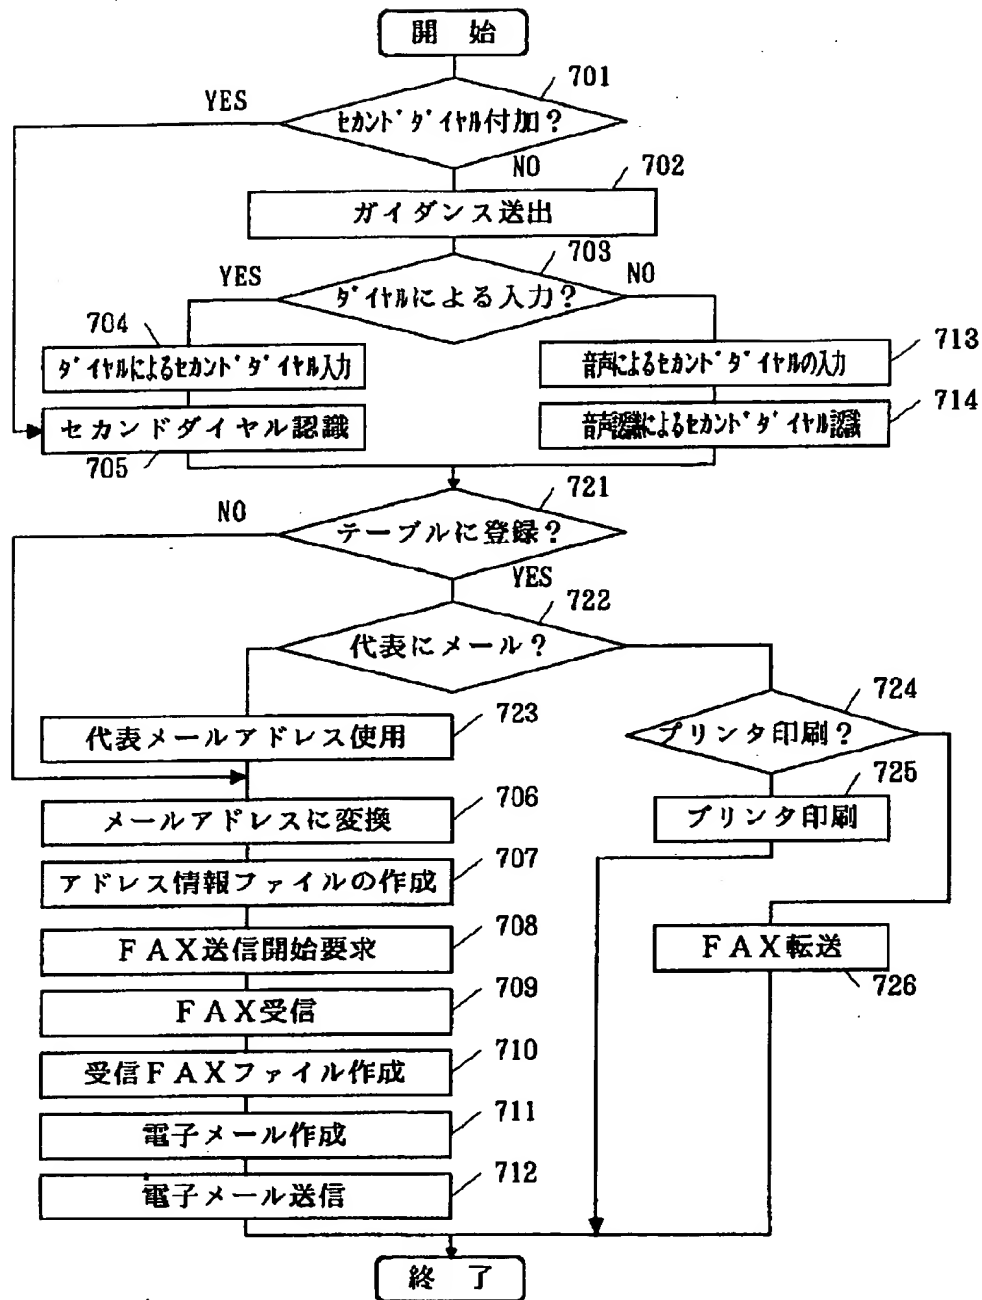 開 始
701
YES
セカンドダイヤル付加?
NO
702
ガイダンス送出
703
YES
NO
ダイヤルによる入力?
704
713
ダイヤルによるセカンドダイヤル入力
音声によるセカンドダイヤルの入力
714
セカンドダイヤル認識
音声認識によるセカンドダイヤル認識
705
721
NO
テーブルに登録?
YES
722
代表にメール?
723
724
代表メールアドレス使用
プリンタ印刷?
725
706
メールアドレスに変換
プリンタ印刷
707
アドレス情報ファイルの作成
708
FAX送信開始要求
FAX転送
726
709
FAX受信
710
受信FAXファイル作成
711
電子メール作成
712
電子メール送信
終 了